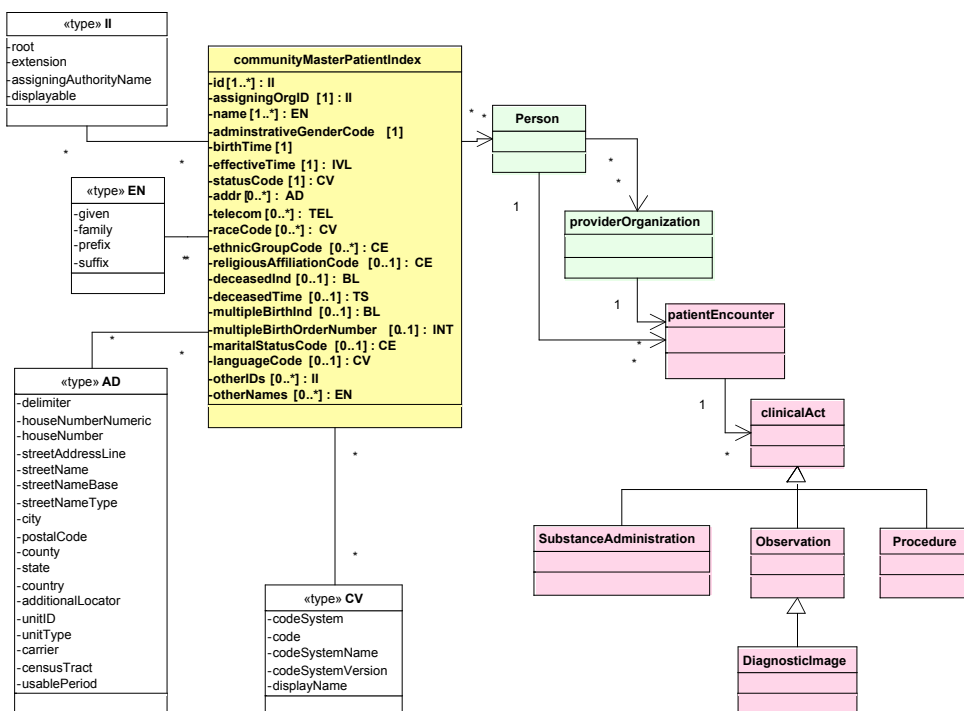 «type» II
-root
-extension
-assigningAuthorityName
-displayable
communityMasterPatientIndex
-id [1..*] : II
-assigningOrgID [1] : II
-name [1..*] : EN
-adminstrativeGenderCode [1]
-birthTime [1]
-effectiveTime [1] : IVL
-statusCode [1] : CV
-addr [0..*] : AD
-telecom [0..*] : TEL
-raceCode [0..*] : CV
-ethnicGroupCode [0..*] : CE
-religiousAffiliationCode [0..1] : CE
-deceasedInd [0..1] : BL
-deceasedTime [0..1] : TS
-multipleBirthInd [0..1] : BL
-multipleBirthOrderNumber [0..1] : INT
-maritalStatusCode [0..1] : CE
-languageCode [0..1] : CV
-otherIDs [0..*] : II
-otherNames [0..*] : EN
* *
Person
* *
«type» EN
-given
-family
-prefix
-suffix
**
*
*
1
providerOrganization
1
patientEncounter
*
*
* *
«type» AD
-delimiter
-houseNumberNumeric
-houseNumber
-streetAddressLine
-streetName
-streetNameBase
-streetNameType
-city
-postalCode
-county
-state
-country
-additionalLocator
-unitID
-unitType
-carrier
-censusTract
-usablePeriod
1
clinicalAct
*
*
*
SubstanceAdministration
Observation
Procedure
«type» CV
-codeSystem
-code
-codeSystemName
-codeSystemVersion
-displayName
DiagnosticImage